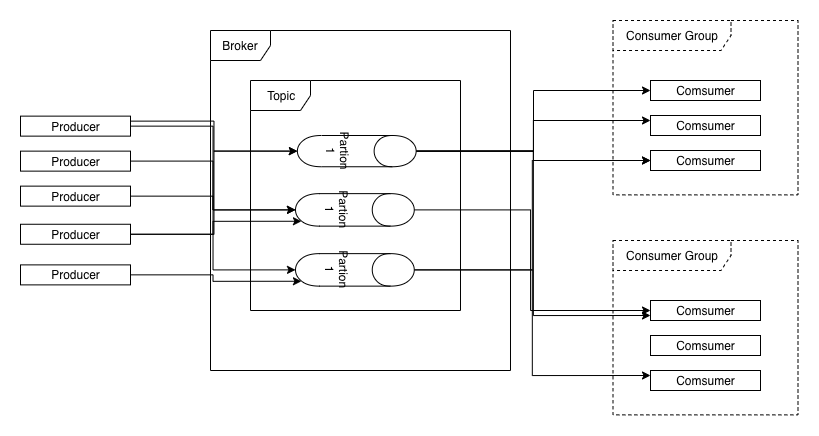 Broker
Topic
Producer
Producer
Producer
Producer
Producer
Partion
1
Partion
1
Partion
1
Consumer Group
Comsumer
Comsumer
Comsumer
Consumer Group
Comsumer
Comsumer
Comsumer